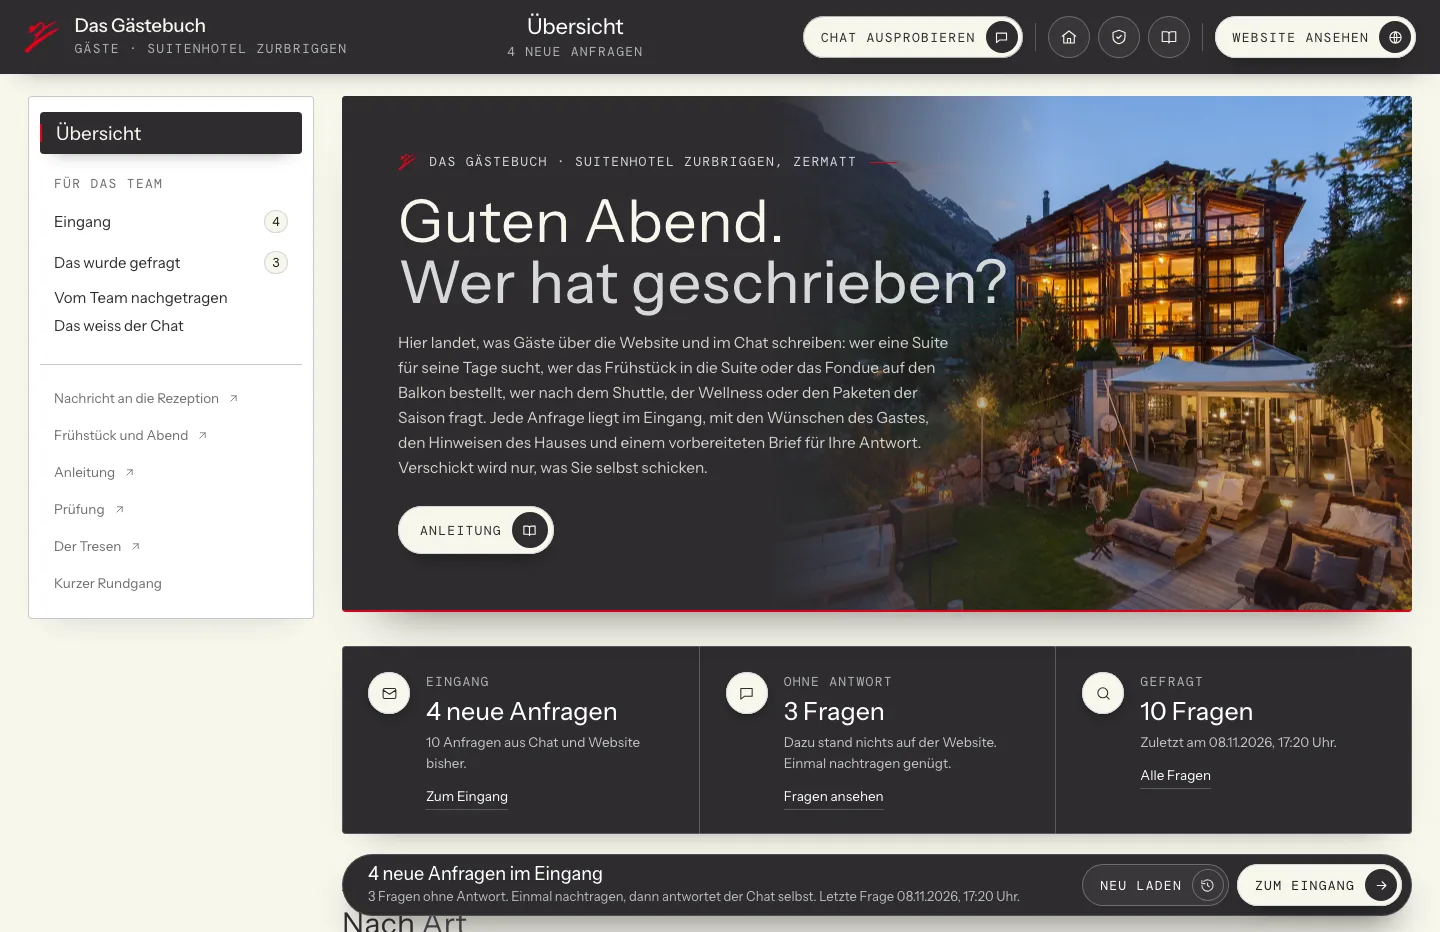 Das Gästebuch
GÄSTE · SUITENHOTEL ZURBRIGGEN
Übersicht
4 NEUE ANFRAGEN
CHAT AUSPROBIEREN
WEBSITE ANSEHEN
Übersicht
FÜR DAS TEAM
Eingang 4
Das wurde gefragt 3
Vom Team nachgetragen
Das weiss der Chat
Nachricht an die Rezeption
Frühstück und Abend
Anleitung
Prüfung
Der Tresen
Kurzer Rundgang
DAS GÄSTEBUCH · SUITENHOTEL ZURBRIGGEN, ZERMATT
Guten Abend.
Wer hat geschrieben?
Hier landet, was Gäste über die Website und im Chat schreiben: wer eine Suite
für seine Tage sucht, wer das Frühstück in die Suite oder das Fondue auf den
Balkon bestellt, wer nach dem Shuttle, der Wellness oder den Paketen der
Saison fragt. Jede Anfrage liegt im Eingang, mit den Wünschen des Gastes,
den Hinweisen des Hauses und einem vorbereiteten Brief für Ihre Antwort.
Verschickt wird nur, was Sie selbst schicken.
ANLEITUNG
EINGANG
4 neue Anfragen
10 Anfragen aus Chat und Website
bisher.
Zum Eingang
OHNE ANTWORT
3 Fragen
Dazu stand nichts auf der Website.
Einmal nachtragen genügt.
Fragen ansehen
GEFRAGT
10 Fragen
Zuletzt am 08.11.2026, 17:20 Uhr.
Alle Fragen
4 neue Anfragen im Eingang
3 Fragen ohne Antwort. Einmal nachtragen, dann antwortet der Chat selbst. Letzte Frage 08.11.2026, 17:20 Uhr.
NEU LADEN
ZUM EINGANG
Nach Art